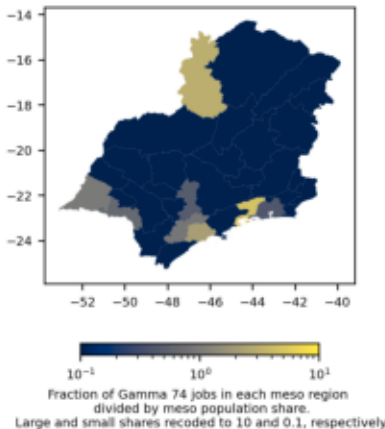 −14
−16
−18
−20
−22
−24
−52 −50 −48 −46 −44 −42 −40
10⁻¹ 10⁰ 10¹
Fraction of Gamma 74 jobs in each meso region
divided by meso population share.
Large and small shares recoded to 10 and 0.1, respectively